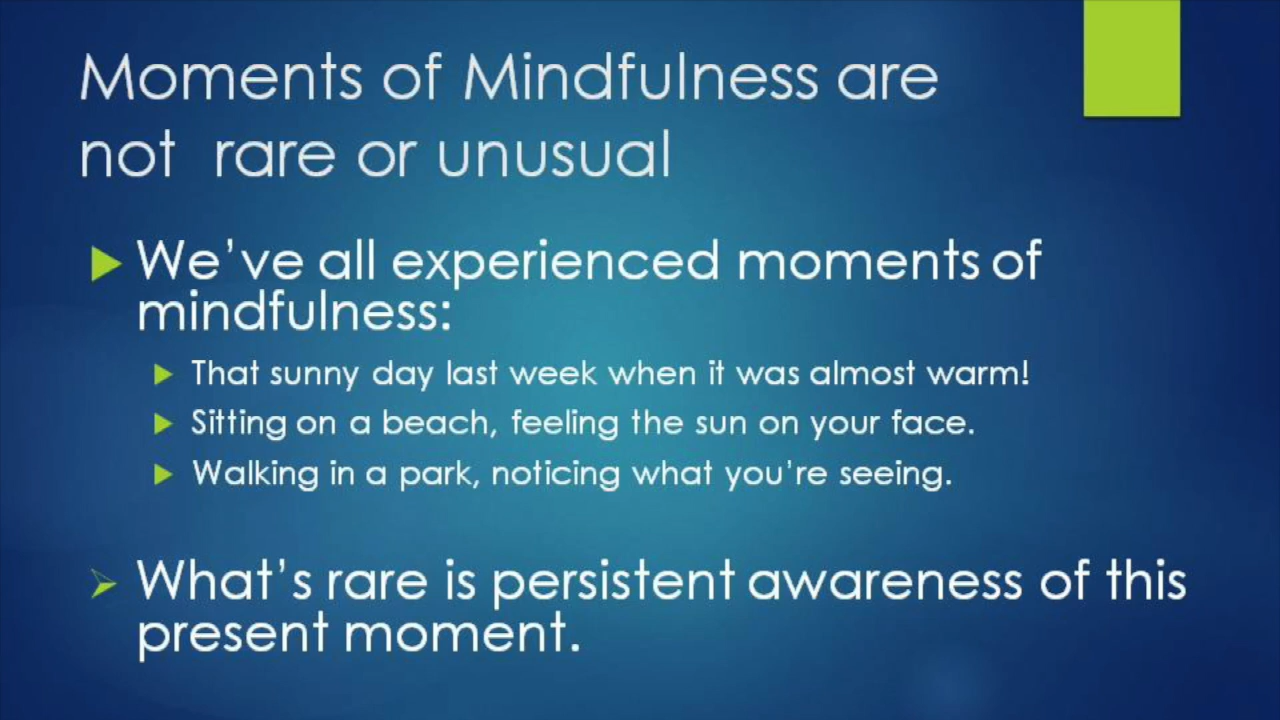 Moments of Mindfulness are
not  rare or unusual
We've all experienced moments of
mindfulness:
That sunny day last week when it was almost warm!
Sitting on a beach, feeling the sun on your face.
Walking in a park, noticing what you're seeing.
What's rare is persistent awareness of this
present moment.